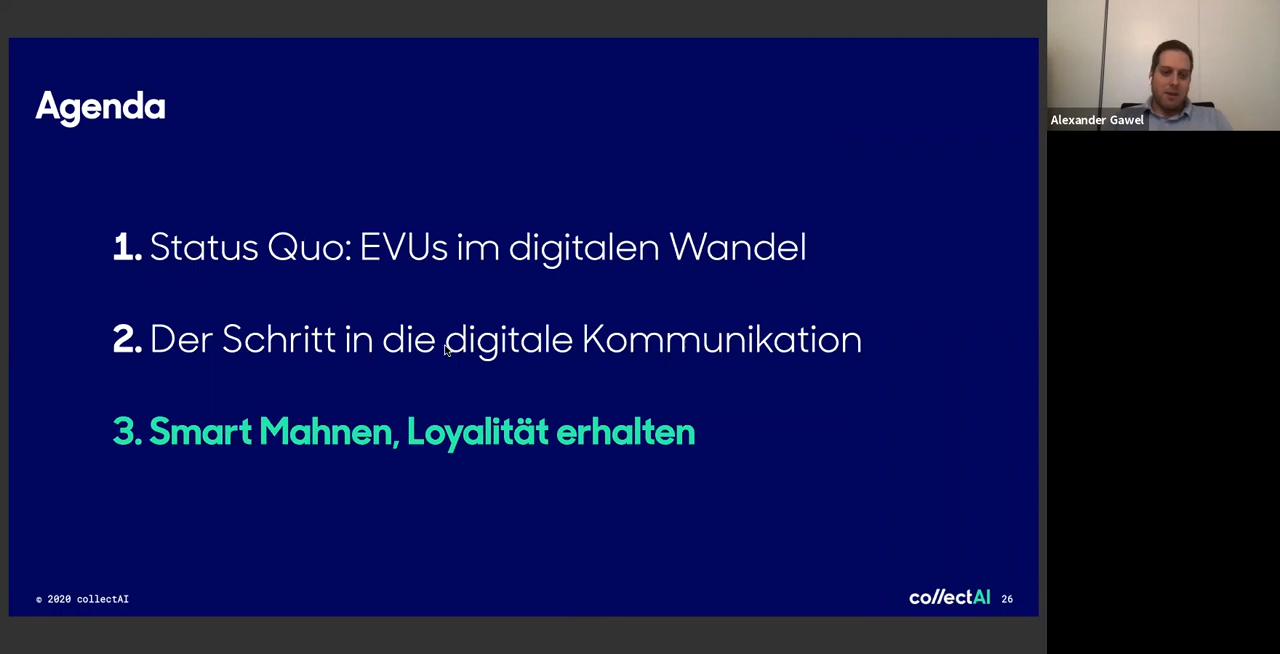 Agenda
1. Status Quo: EVUs im digitalen Wandel
2. Der Schritt in die digitale Kommunikation
3. Smart Mahnen, Loyalität erhalten
© 2020 collectAI
collectAI 26
Alexander Gawel